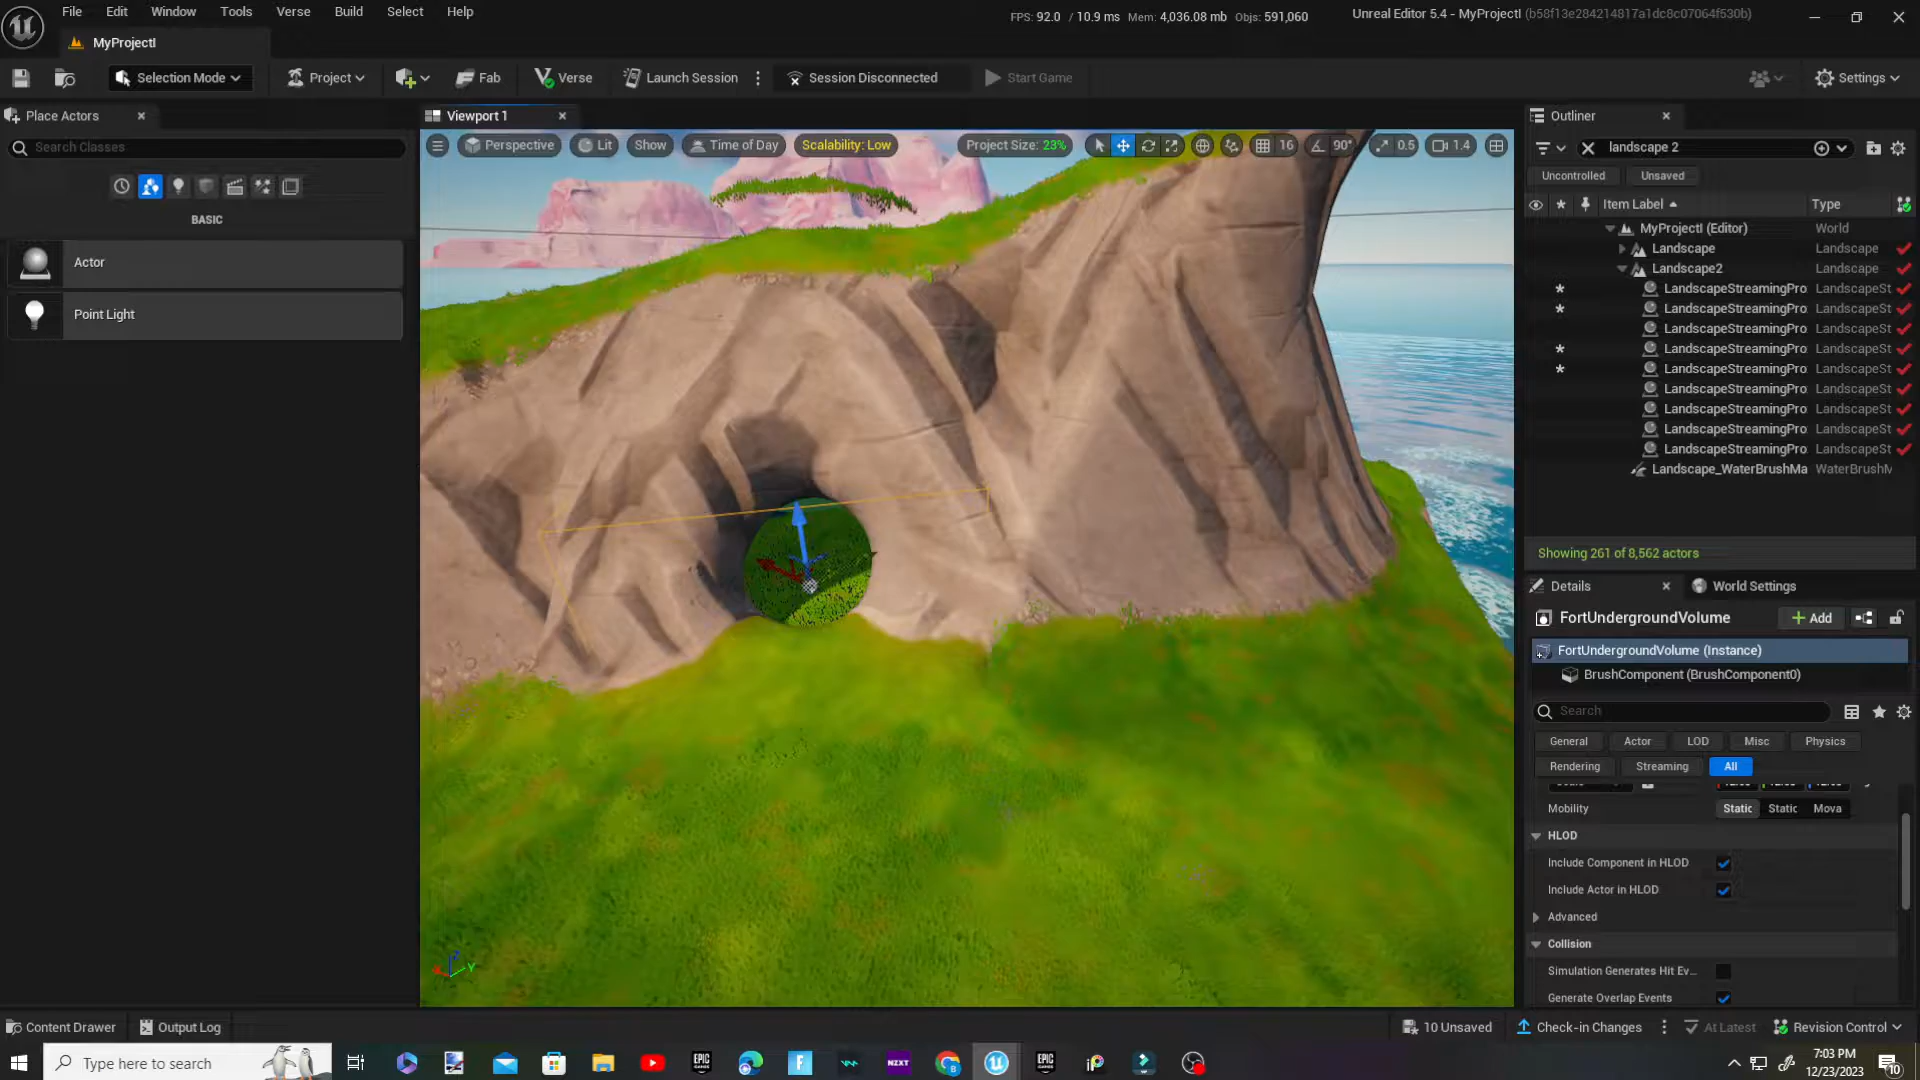 File Edit Window Tools Verse Build Select Help
FPS: 92.0 / 10.9 ms Mem: 4,036.08 mb Objs: 591,060
Unreal Editor 5.4 - MyProjectI (b58f13e284214817a1dc8c07064f530b)
MyProjectI
Selection Mode Project Fab Verse Launch Session Session Disconnected Start Game Settings
Place Actors
Search Classes
BASIC
Actor
Point Light
Viewport 1
Perspective Lit Show Time of Day Scalability: Low Project Size: 23% 16 90° 0.5 1.4
Outliner
landscape 2
Uncontrolled Unsaved
Item Label Type
MyProjectI (Editor) World
Landscape Landscape
Landscape2 Landscape
LandscapeStreamingPro LandscapeSt
LandscapeStreamingPro LandscapeSt
LandscapeStreamingPro LandscapeSt
LandscapeStreamingPro LandscapeSt
LandscapeStreamingPro LandscapeSt
LandscapeStreamingPro LandscapeSt
LandscapeStreamingPro LandscapeSt
LandscapeStreamingPro LandscapeSt
LandscapeStreamingPro LandscapeSt
Landscape_WaterBrushMa WaterBrushM
Showing 261 of 8,562 actors
Details World Settings
FortUndergroundVolume Add
FortUndergroundVolume (Instance)
BrushComponent (BrushComponent0)
Search
General Actor LOD Misc Physics
Rendering Streaming All
Mobility Static Static Mova
HLOD
Include Component in HLOD
Include Actor in HLOD
Advanced
Collision
Simulation Generates Hit Ev...
Generate Overlap Events
Z
X Y
Content Drawer Output Log 10 Unsaved Check-in Changes At Latest Revision Control
Type here to search
EPIC GAMES
F
NZXT
EPIC GAMES
7:03 PM
12/23/2023
10